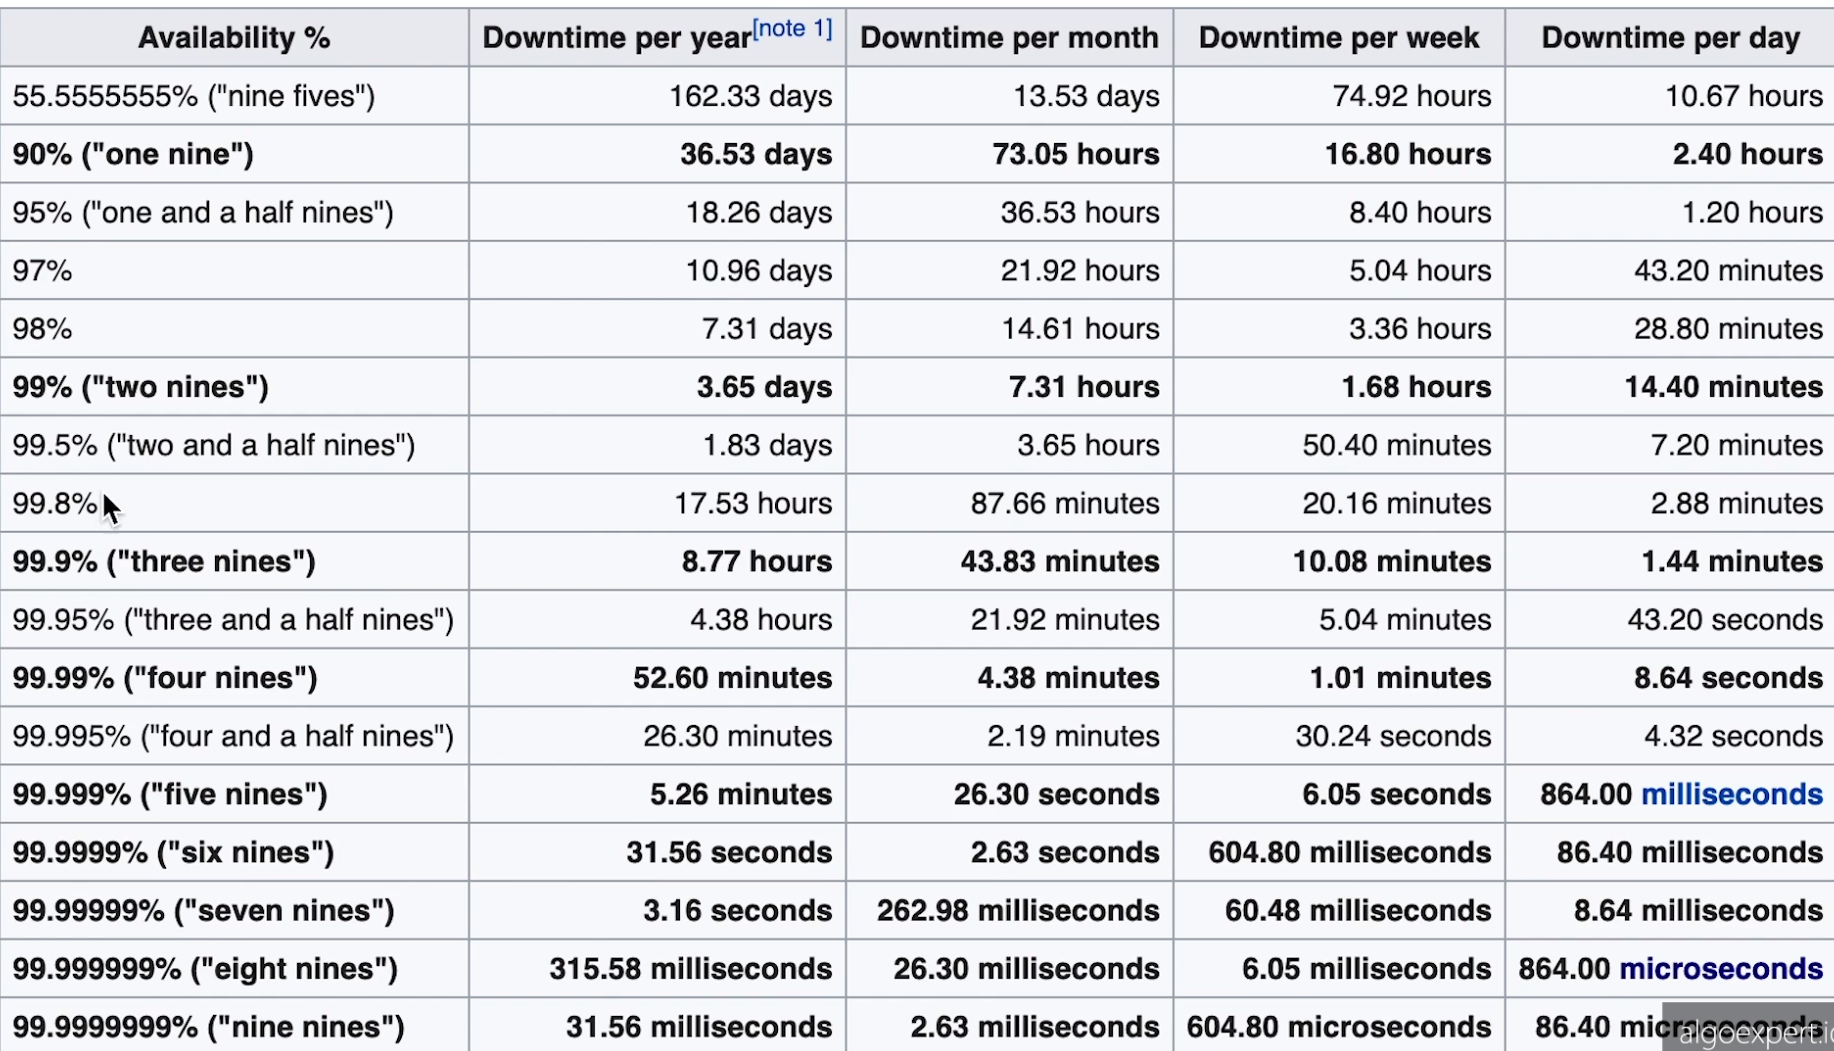 Availability % Downtime per year[note 1] Downtime per month Downtime per week Downtime per day
55.5555555% ("nine fives") 162.33 days 13.53 days 74.92 hours 10.67 hours
90% ("one nine") 36.53 days 73.05 hours 16.80 hours 2.40 hours
95% ("one and a half nines") 18.26 days 36.53 hours 8.40 hours 1.20 hours
97% 10.96 days 21.92 hours 5.04 hours 43.20 minutes
98% 7.31 days 14.61 hours 3.36 hours 28.80 minutes
99% ("two nines") 3.65 days 7.31 hours 1.68 hours 14.40 minutes
99.5% ("two and a half nines") 1.83 days 3.65 hours 50.40 minutes 7.20 minutes
99.8% 17.53 hours 87.66 minutes 20.16 minutes 2.88 minutes
99.9% ("three nines") 8.77 hours 43.83 minutes 10.08 minutes 1.44 minutes
99.95% ("three and a half nines") 4.38 hours 21.92 minutes 5.04 minutes 43.20 seconds
99.99% ("four nines") 52.60 minutes 4.38 minutes 1.01 minutes 8.64 seconds
99.995% ("four and a half nines") 26.30 minutes 2.19 minutes 30.24 seconds 4.32 seconds
99.999% ("five nines") 5.26 minutes 26.30 seconds 6.05 seconds 864.00 milliseconds
99.9999% ("six nines") 31.56 seconds 2.63 seconds 604.80 milliseconds 86.40 milliseconds
99.99999% ("seven nines") 3.16 seconds 262.98 milliseconds 60.48 milliseconds 8.64 milliseconds
99.999999% ("eight nines") 315.58 milliseconds 26.30 milliseconds 6.05 milliseconds 864.00 microseconds
99.9999999% ("nine nines") 31.56 milliseconds 2.63 milliseconds 604.80 microseconds 86.40 microseconds
algoexpert.io